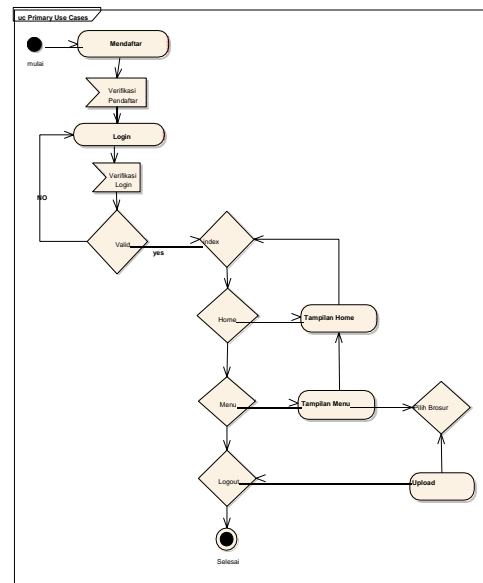 uc Primary Use Cases
Mendaftar
mulai
Verifikasi
Pendaftar
Login
Verifikasi
Login
NO
Valid
yes
index
Home
Tampilan Home
Menu
Tampilan Menu
Pilih Brosur
Logout
Upload
Selesai